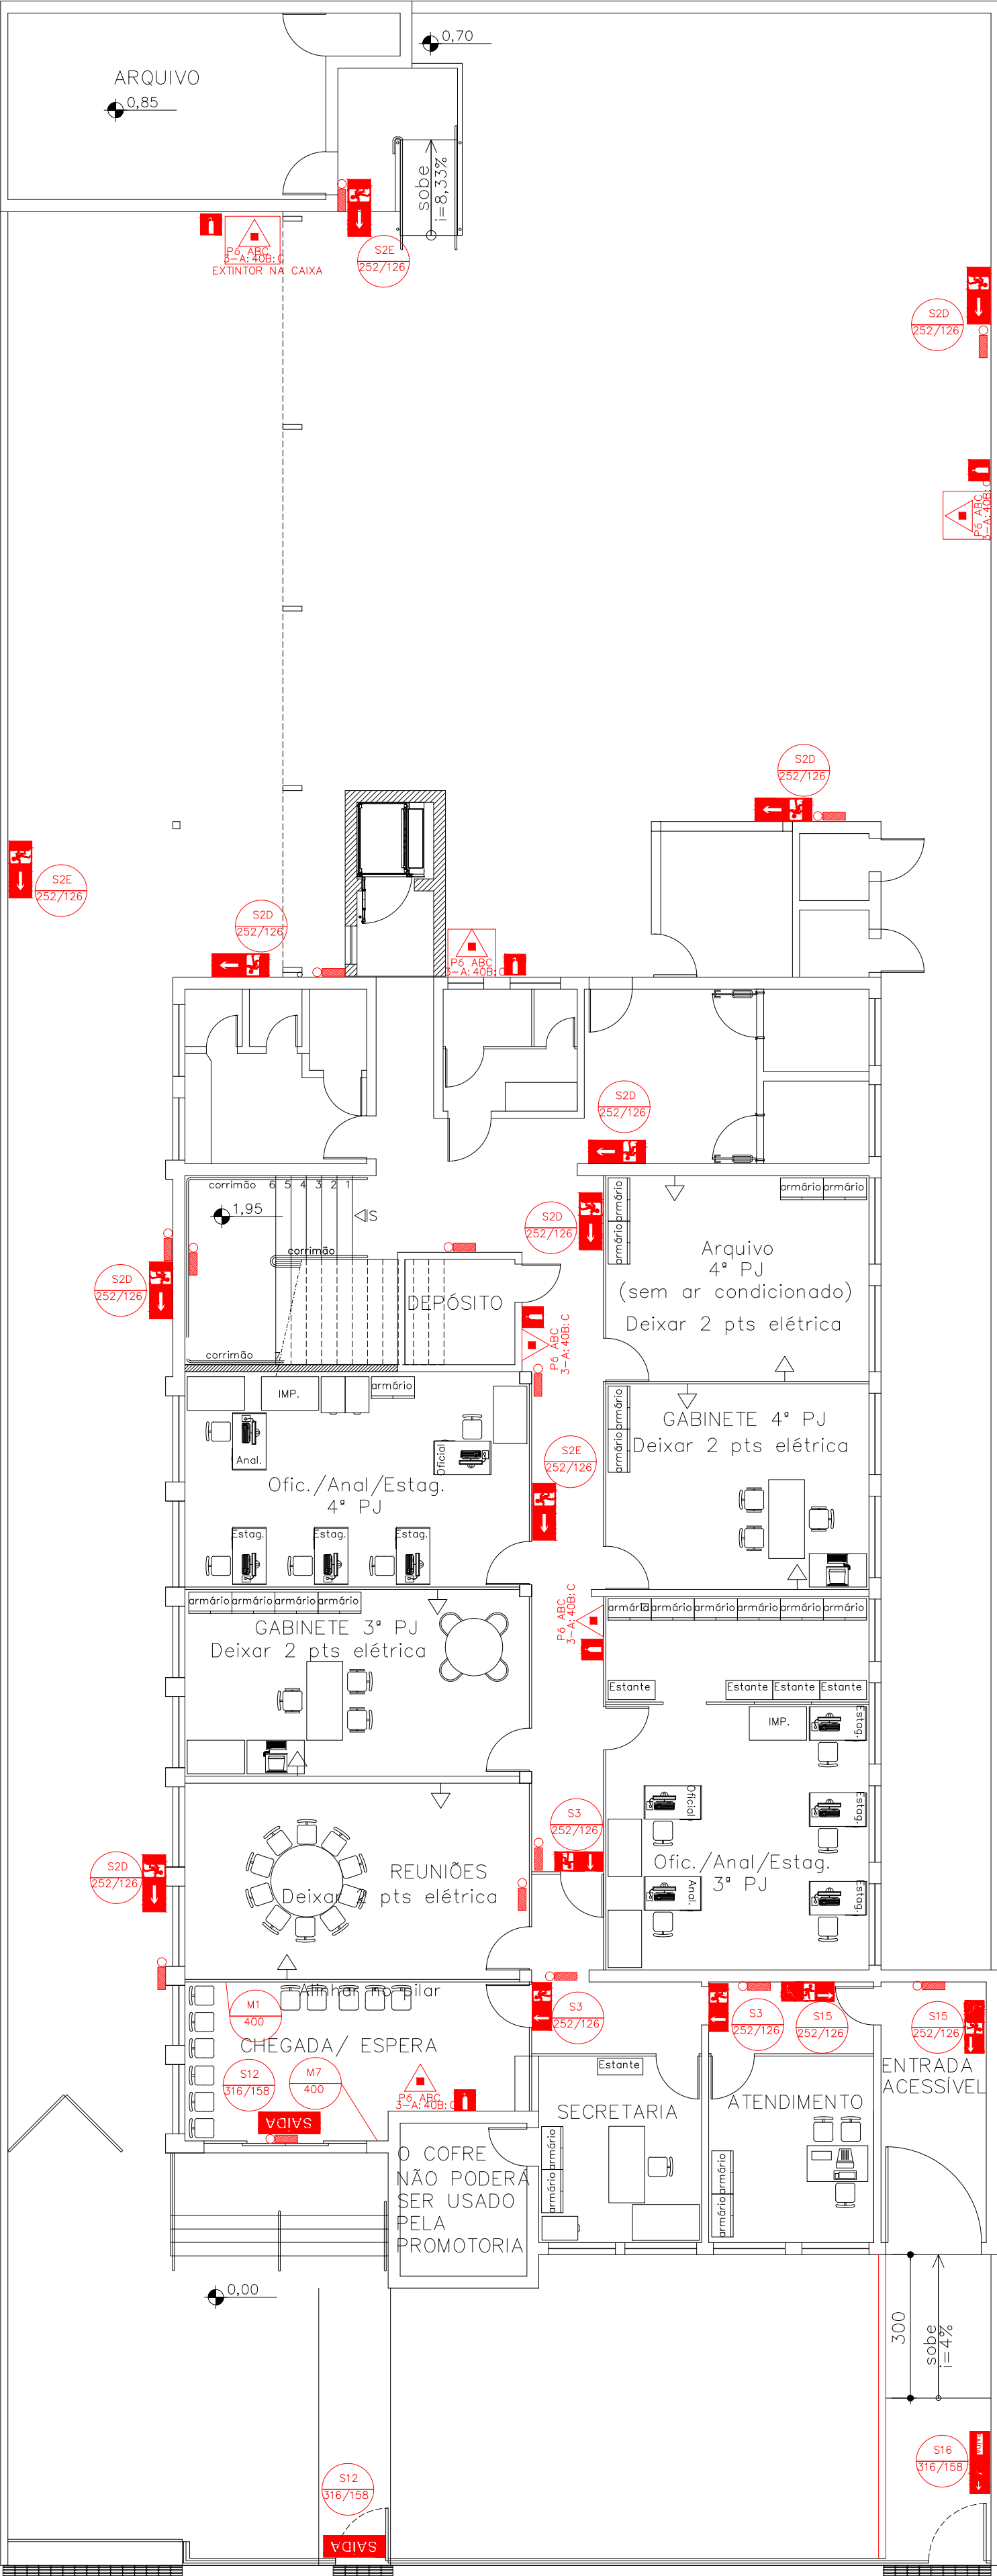 0,70
ARQUIVO
0,85
sobe
i=8,33%
Pó ABC
3-A:40B:C
EXTINTOR NA CAIXA
S2E
252/126
S2D
252/126
Pó ABC
3-A:40B:C
S2D
252/126
S2E
252/126
S2D
252/126
Pó ABC
3-A:40B:C
S2D
252/126
corrimão 6 5 4 3 2 1
armário
armário
armário armário
1,95
S
S2D
252/126
corrimão
Arquivo
4ª PJ
(sem ar condicionado)
Deixar 2 pts elétrica
S2D
252/126
DEPÓSITO
Pó ABC
3-A:40B:C
corrimão 7
IMP.
armário
armário
armário
GABINETE 4ª PJ
Deixar 2 pts elétrica
Anal.
Oficial
S2E
252/126
Ofic./Anal/Estag.
4ª PJ
Estag.
Estag.
Estag.
armário armário armário armário
Pó ABC
3-A:40B:C
armário armário armário armário armário armário
GABINETE 3ª PJ
Deixar 2 pts elétrica
Estante
Estante Estante Estante
IMP.
Estag.
Oficial
Estag.
S3
252/126
S2D
252/126
REUNIÕES
Deixar 2 pts elétrica
Ofic./Anal/Estag.
3ª PJ
Anal.
Estag.
Alinhar no pilar
M1
400
S3
252/126
S3
252/126
S15
252/126
S15
252/126
CHEGADA/ ESPERA
S12
316/158
M7
400
Pó ABC
3-A:40B:C
SAIDA
Estante
SECRETARIA
ATENDIMENTO
ENTRADA
ACESSÍVEL
O COFRE
NÃO PODERÁ
SER USADO
PELA
PROMOTORIA
armário
armário
armário
armário
0,00
300
sobe
i=4%
S16
316/158
S12
316/158
SAIDA